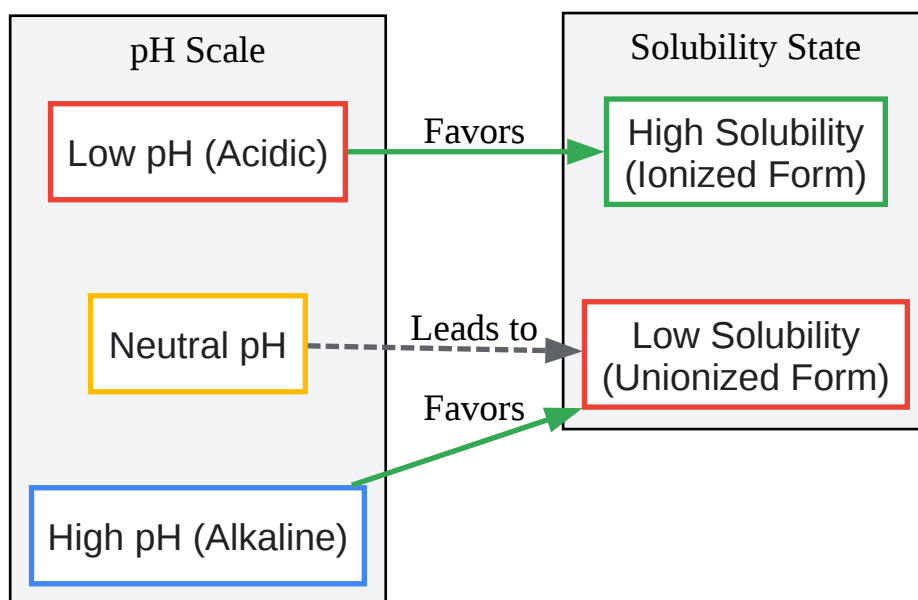 pH Scale
Solubility State
Low pH (Acidic)
Favors
High Solubility
(Ionized Form)
Neutral pH
Leads to
Low Solubility
(Unionized Form)
Favors
High pH (Alkaline)